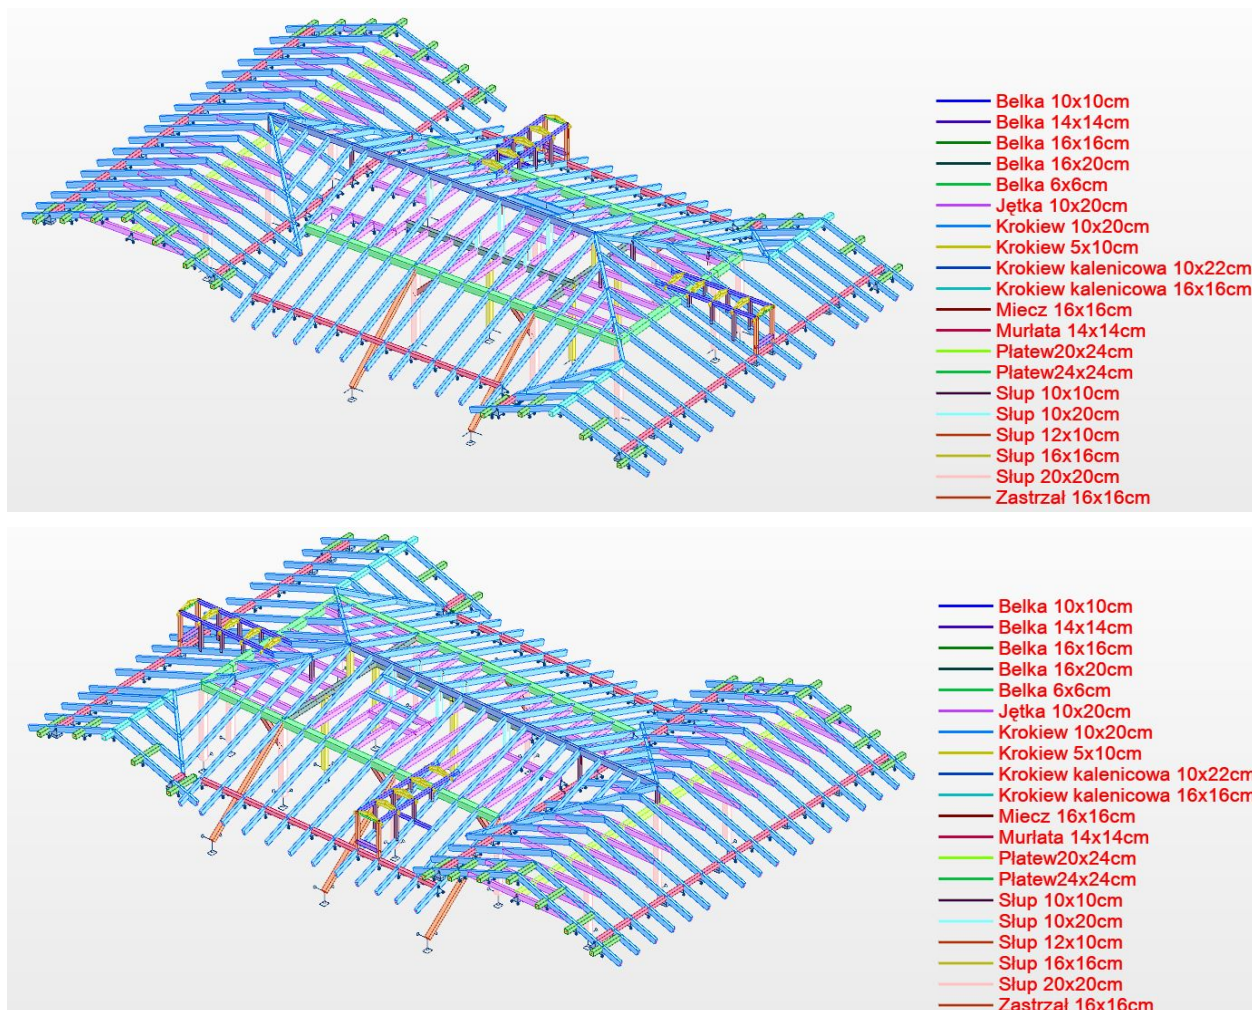 Belka 10x10cm
Belka 14x14cm
Belka 16x16cm
Belka 16x20cm
Belka 6x6cm
Jętka 10x20cm
Krokiew 10x20cm
Krokiew 5x10cm
Krokiew kalenicowa 10x22cm
Krokiew kalenicowa 16x16cm
Miecz 16x16cm
Murłata 14x14cm
Płatew20x24cm
Płatew24x24cm
Słup 10x10cm
Słup 10x20cm
Słup 12x10cm
Słup 16x16cm
Słup 20x20cm
Zastrzał 16x16cm
Belka 10x10cm
Belka 14x14cm
Belka 16x16cm
Belka 16x20cm
Belka 6x6cm
Jętka 10x20cm
Krokiew 10x20cm
Krokiew 5x10cm
Krokiew kalenicowa 10x22cm
Krokiew kalenicowa 16x16cm
Miecz 16x16cm
Murłata 14x14cm
Płatew20x24cm
Płatew24x24cm
Słup 10x10cm
Słup 10x20cm
Słup 12x10cm
Słup 16x16cm
Słup 20x20cm
Zastrzał 16x16cm